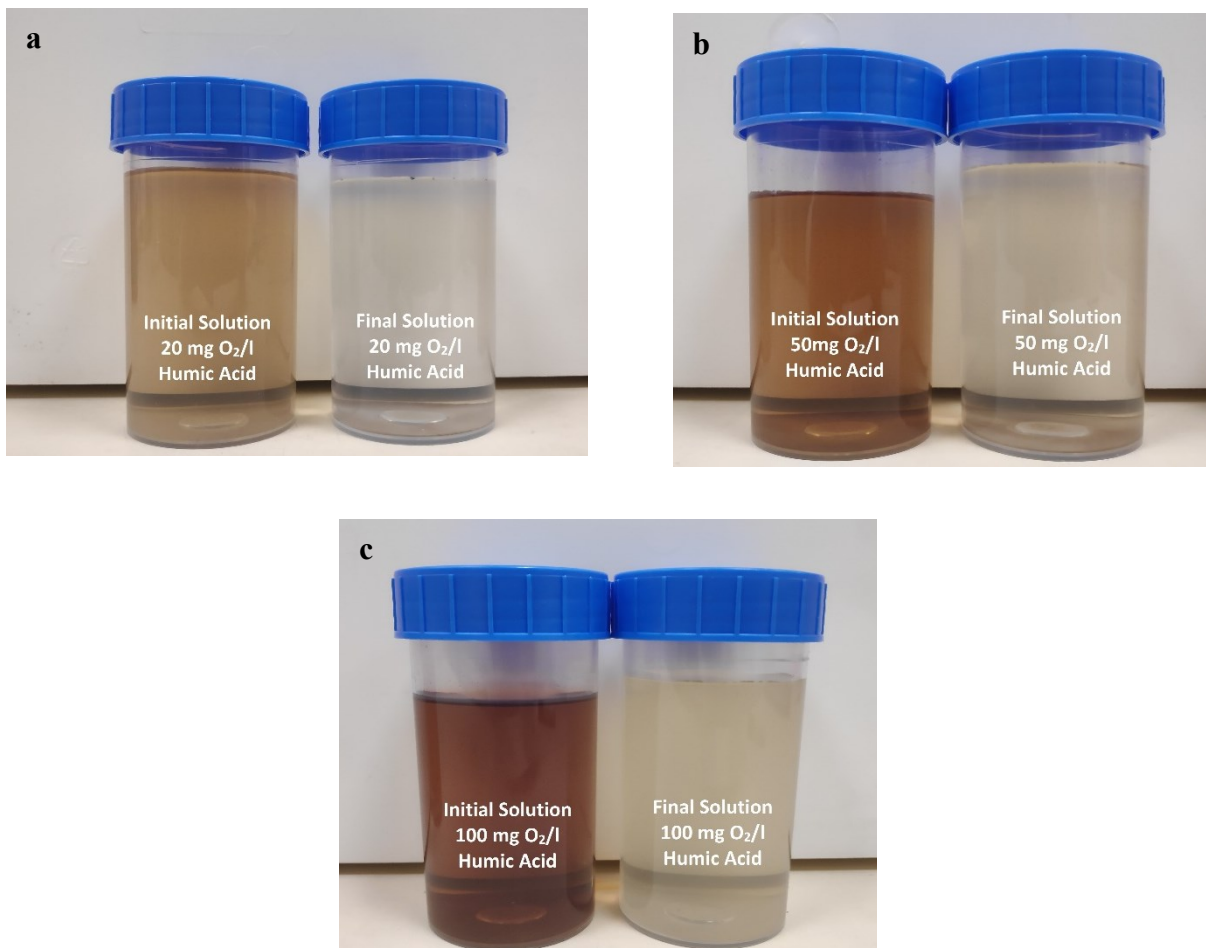 a
Initial Solution
20 mg O₂/l
Humic Acid
Final Solution
20 mg O₂/l
Humic Acid
b
Initial Solution
50mg O₂/l
Humic Acid
Final Solution
50 mg O₂/l
Humic Acid
c
Initial Solution
100 mg O₂/l
Humic Acid
Final Solution
100 mg O₂/l
Humic Acid